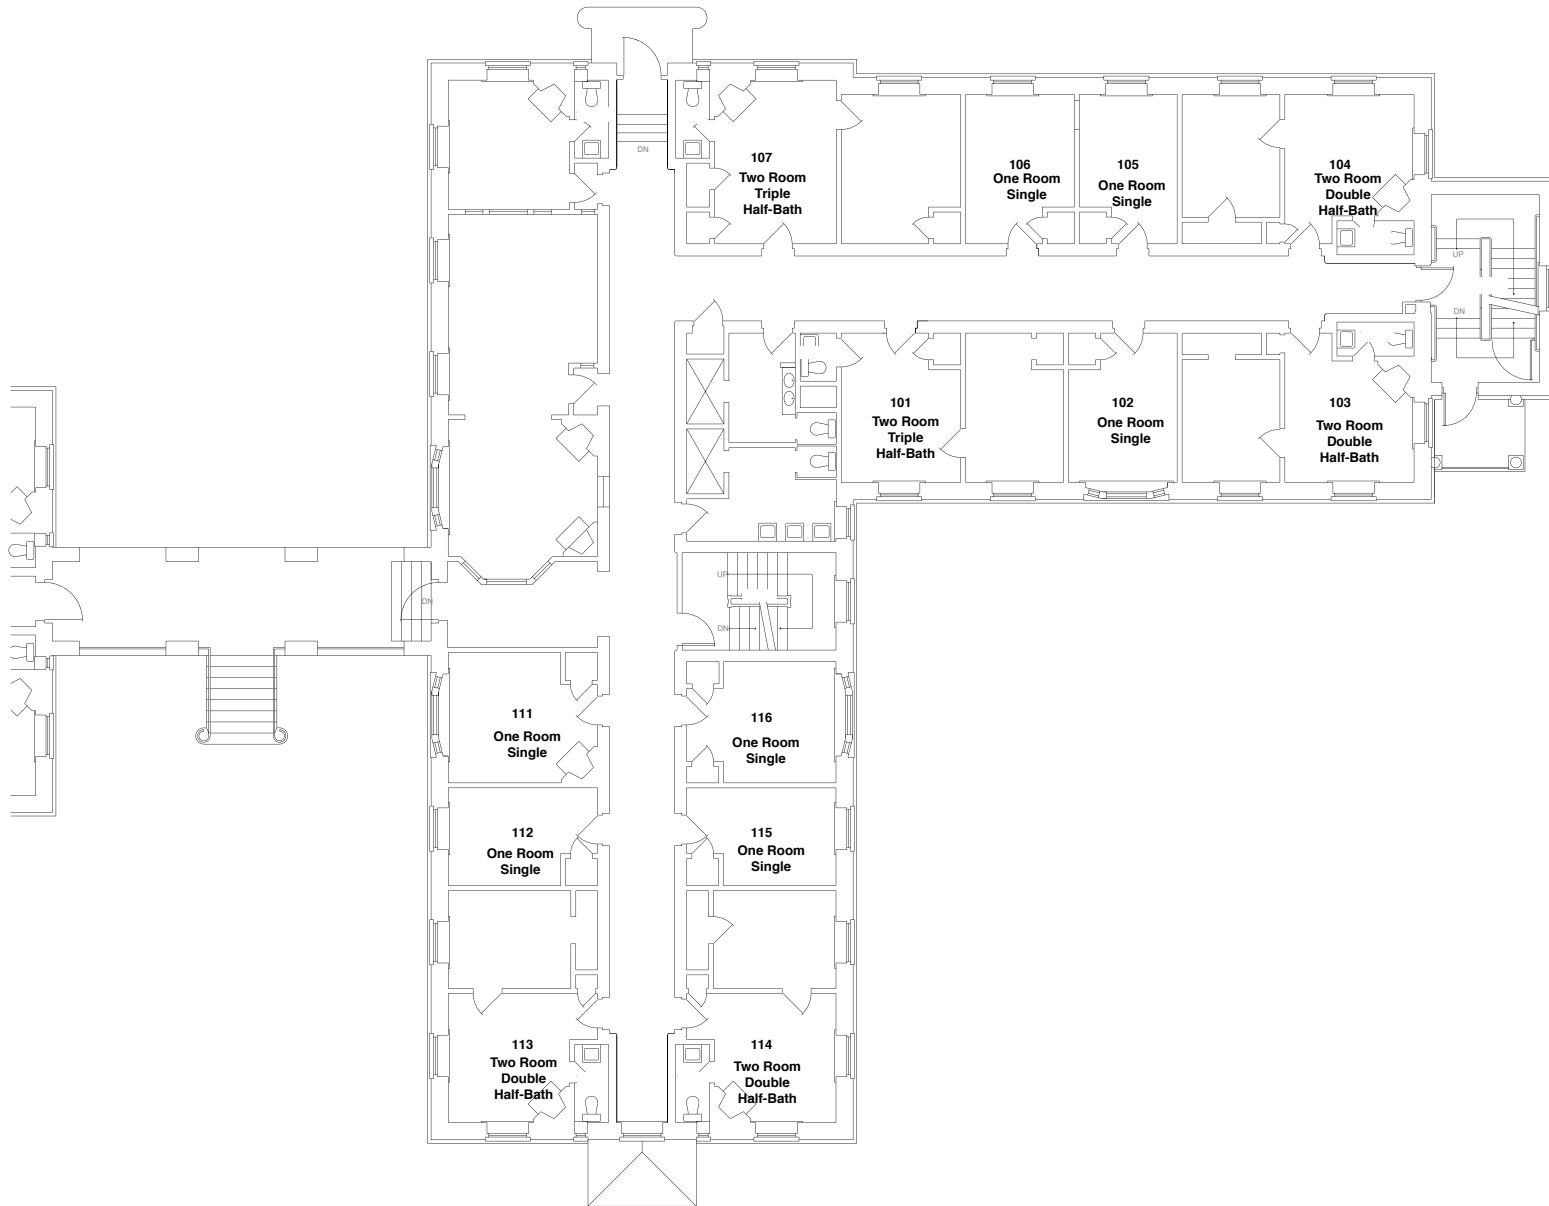 DN
107
Two Room
Triple
Half-Bath
106
One Room
Single
105
One Room
Single
104
Two Room
Double
Half-Bath
UP
DN
101
Two Room
Triple
Half-Bath
102
One Room
Single
103
Two Room
Double
Half-Bath
DN
UP
DN
111
One Room
Single
116
One Room
Single
112
One Room
Single
115
One Room
Single
113
Two Room
Double
Half-Bath
114
Two Room
Double
Half-Bath